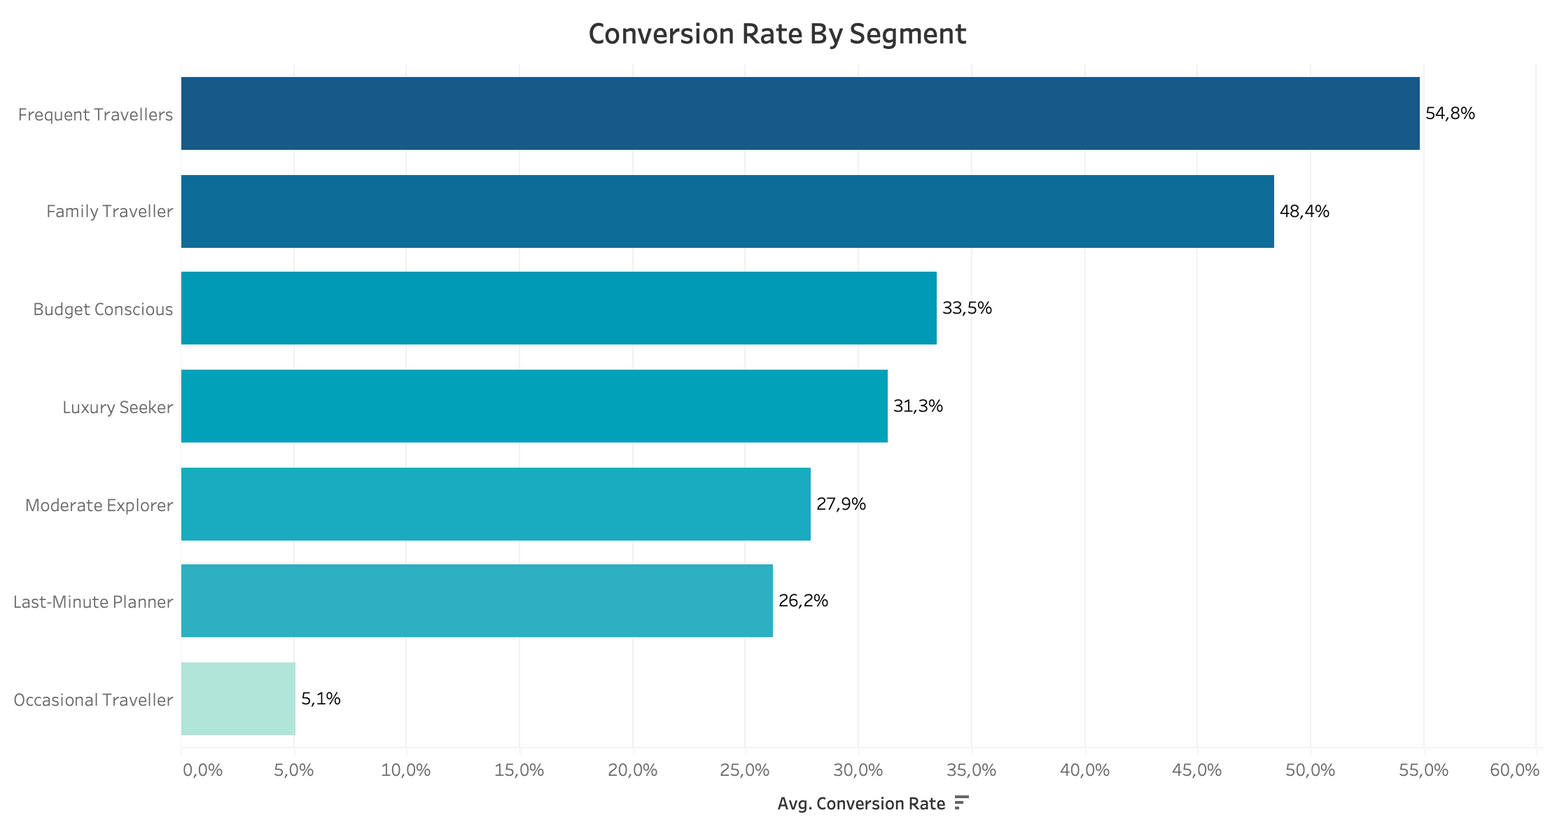 Conversion Rate By Segment
Frequent Travellers 54,8%
Family Traveller 48,4%
Budget Conscious 33,5%
Luxury Seeker 31,3%
Moderate Explorer 27,9%
Last-Minute Planner 26,2%
Occasional Traveller 5,1%
0,0% 5,0% 10,0% 15,0% 20,0% 25,0% 30,0% 35,0% 40,0% 45,0% 50,0% 55,0% 60,0%
Avg. Conversion Rate